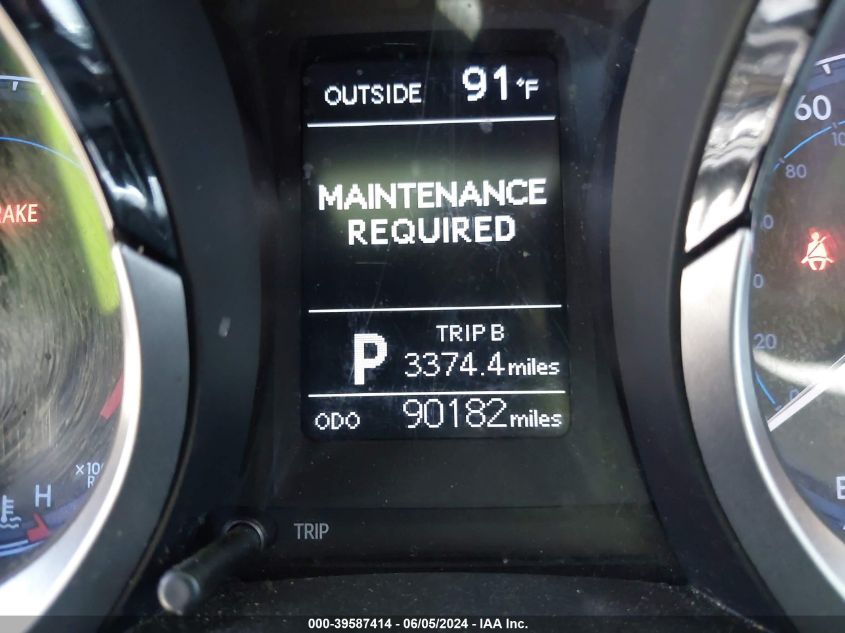 OUTSIDE 91°F
MAINTENANCE
REQUIRED
P
TRIP B
3374.4 miles
ODO 90182 miles
TRIP
H
60
80
20
000-39587414 - 06/05/2024 - IAA Inc.